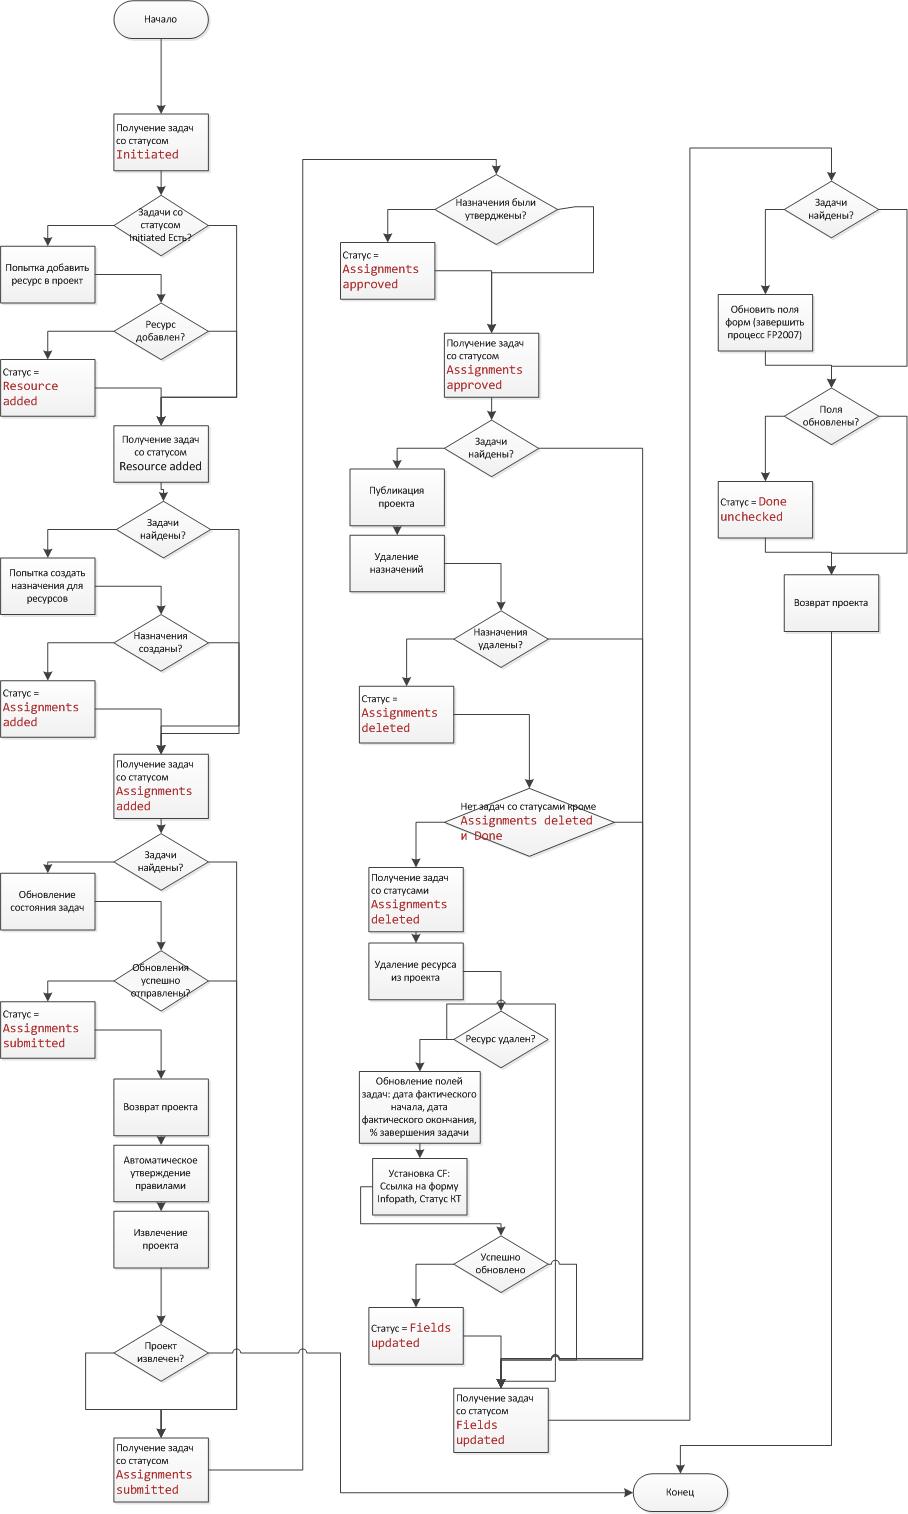 Начало
Получение задач
со статусом
Initiated
Задачи со
статусом
Initiated Есть?
Попытка добавить
ресурс в проект
Ресурс
добавлен?
Статус =
Resource
added
Получение задач
со статусом
Resource added
Задачи
найдены?
Попытка создать
назначения для
ресурсов
Назначения
созданы?
Статус =
Assignments
added
Получение задач
со статусом
Assignments
added
Задачи
найдены?
Обновление
состояния задач
Обновления
успешно
отправлены?
Статус =
Assignments
submitted
Возврат проекта
Автоматическое
утверждение
правилами
Извлечение
проекта
Проект
извлечен?
Получение задач
со статусом
Assignments
submitted
Назначения были
утверждены?
Статус =
Assignments
approved
Получение задач
со статусом
Assignments
approved
Задачи
найдены?
Публикация
проекта
Удаление
назначений
Назначения
удалены?
Статус =
Assignments
deleted
Нет задач со статусами кроме
Assignments deleted
и Done
Получение задач
со статусами
Assignments
deleted
Удаление ресурса
из проекта
Ресурс удален?
Обновление полей
задач: дата фактического
начала, дата
фактического окончания,
% завершения задачи
Установка CF:
Ссылка на форму
Infopath, Статус КТ
Успешно
обновлено
Статус = Fields
updated
Получение задач
со статусом
Fields
updated
Задачи
найдены?
Обновить поля
форм (завершить
процесс FP2007)
Поля
обновлены?
Статус = Done
unchecked
Возврат проекта
Конец